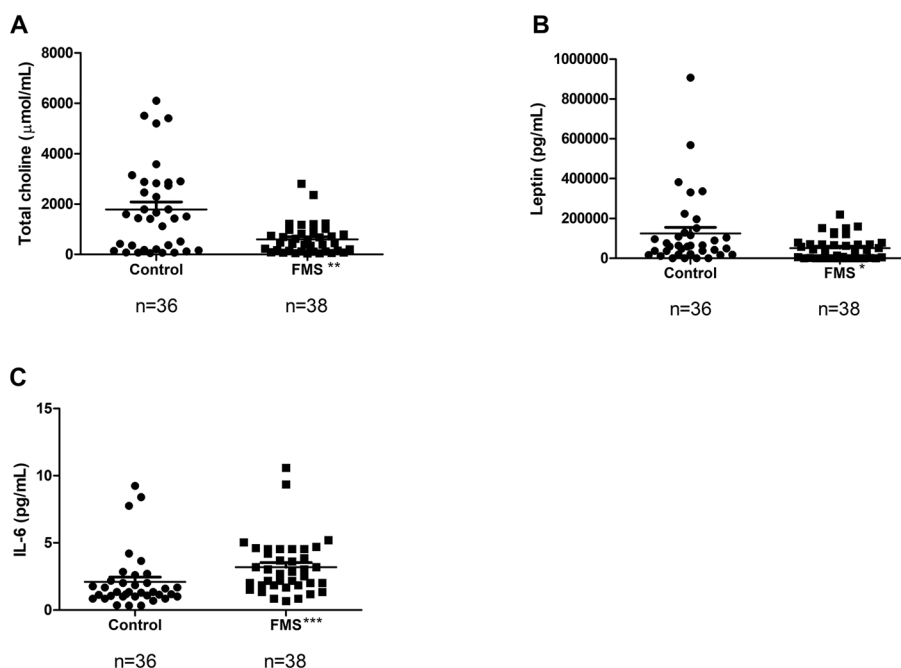 A
Total choline (μmol/mL)
8000
6000
4000
2000
0
Control
FMS **
n=36
n=38
B
Leptin (pg/mL)
1000000
800000
600000
400000
200000
0
Control
FMS *
n=36
n=38
C
IL-6 (pg/mL)
15
10
5
0
Control
FMS***
n=36
n=38